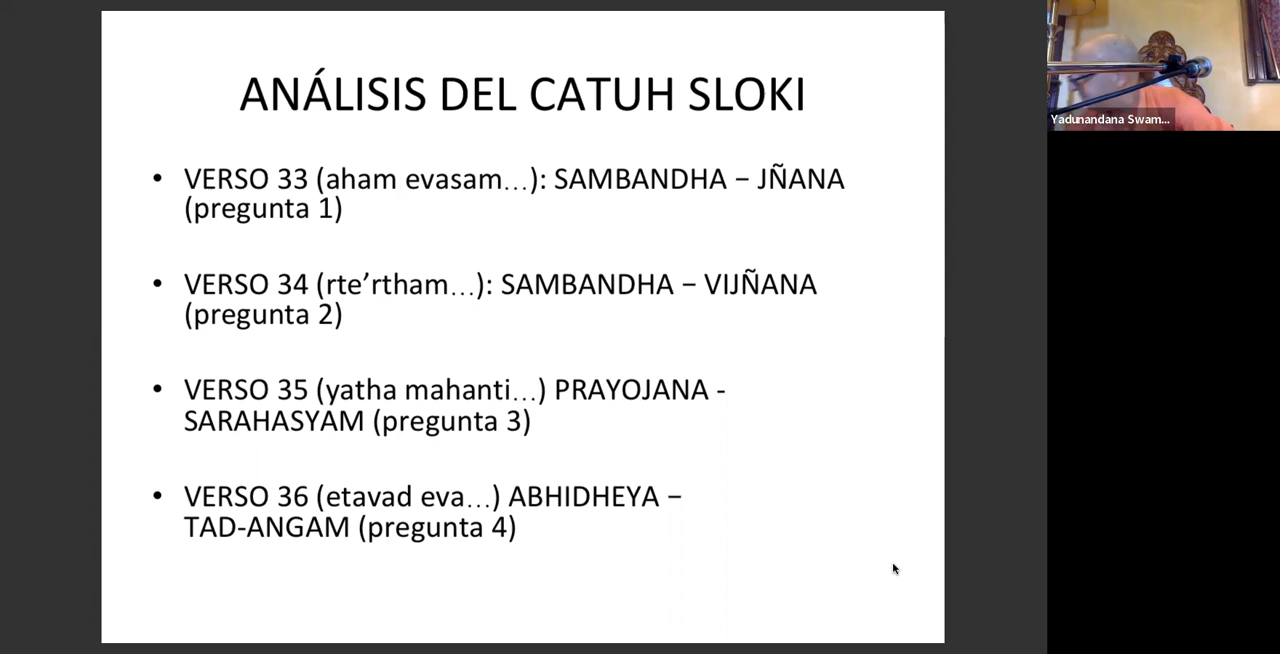 ANÁLISIS DEL CATUH SLOKI
• VERSO 33 (aham evasam…): SAMBANDHA – JÑANA
(pregunta 1)
• VERSO 34 (rte’rtham…): SAMBANDHA – VIJÑANA
(pregunta 2)
• VERSO 35 (yatha mahanti…) PRAYOJANA -
SARAHASYAM (pregunta 3)
• VERSO 36 (etavad eva…) ABHIDHEYA –
TAD-ANGAM (pregunta 4)
Yadunandana Swam...